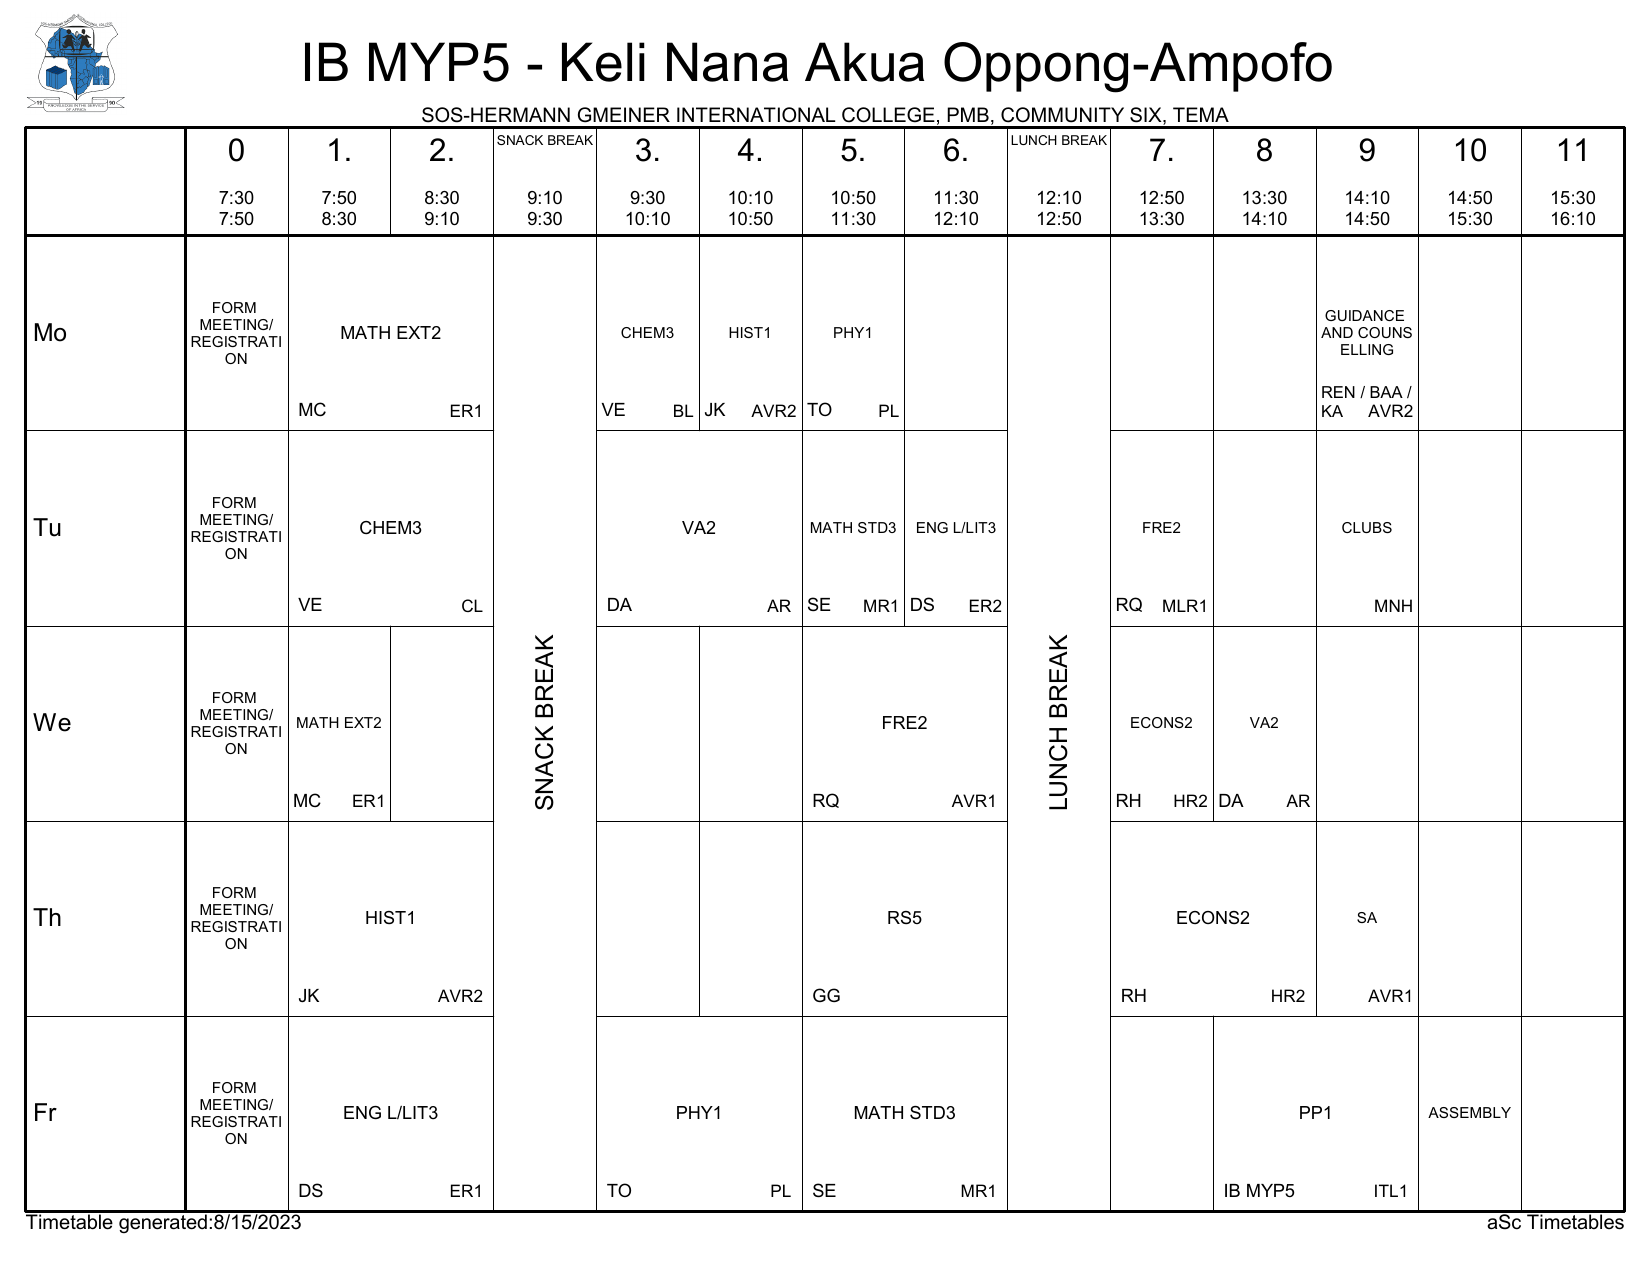 IB MYP5 - Keli Nana Akua Oppong-Ampofo
SOS-HERMANN GMEINER INTERNATIONAL COLLEGE, PMB, COMMUNITY SIX, TEMA
19 KNOWLEDGE IN THE SERVICE OF AFRICA 90
0 1. 2. SNACK BREAK 3. 4. 5. 6. LUNCH BREAK 7. 8 9 10 11
7:30 7:50 8:30 9:10 9:30 10:10 10:50 11:30 12:10 12:50 13:30 14:10 14:50 15:30
7:50 8:30 9:10 9:30 10:10 10:50 11:30 12:10 12:50 13:30 14:10 14:50 15:30 16:10
Mo
FORM
MEETING/
REGISTRATI
ON
MATH EXT2
MC ER1
CHEM3
VE BL
HIST1
JK AVR2
PHY1
TO PL
GUIDANCE
AND COUNS
ELLING
REN / BAA /
KA AVR2
Tu
FORM
MEETING/
REGISTRATI
ON
CHEM3
VE CL
VA2
DA AR
MATH STD3
SE MR1
ENG L/LIT3
DS ER2
FRE2
RQ MLR1
CLUBS
MNH
SNACK BREAK
LUNCH BREAK
We
FORM
MEETING/
REGISTRATI
ON
MATH EXT2
MC ER1
FRE2
RQ AVR1
ECONS2
RH HR2
VA2
DA AR
Th
FORM
MEETING/
REGISTRATI
ON
HIST1
JK AVR2
RS5
GG
ECONS2
RH HR2
SA
AVR1
Fr
FORM
MEETING/
REGISTRATI
ON
ENG L/LIT3
DS ER1
PHY1
TO PL
MATH STD3
SE MR1
PP1
IB MYP5 ITL1
ASSEMBLY
Timetable generated:8/15/2023
aSc Timetables